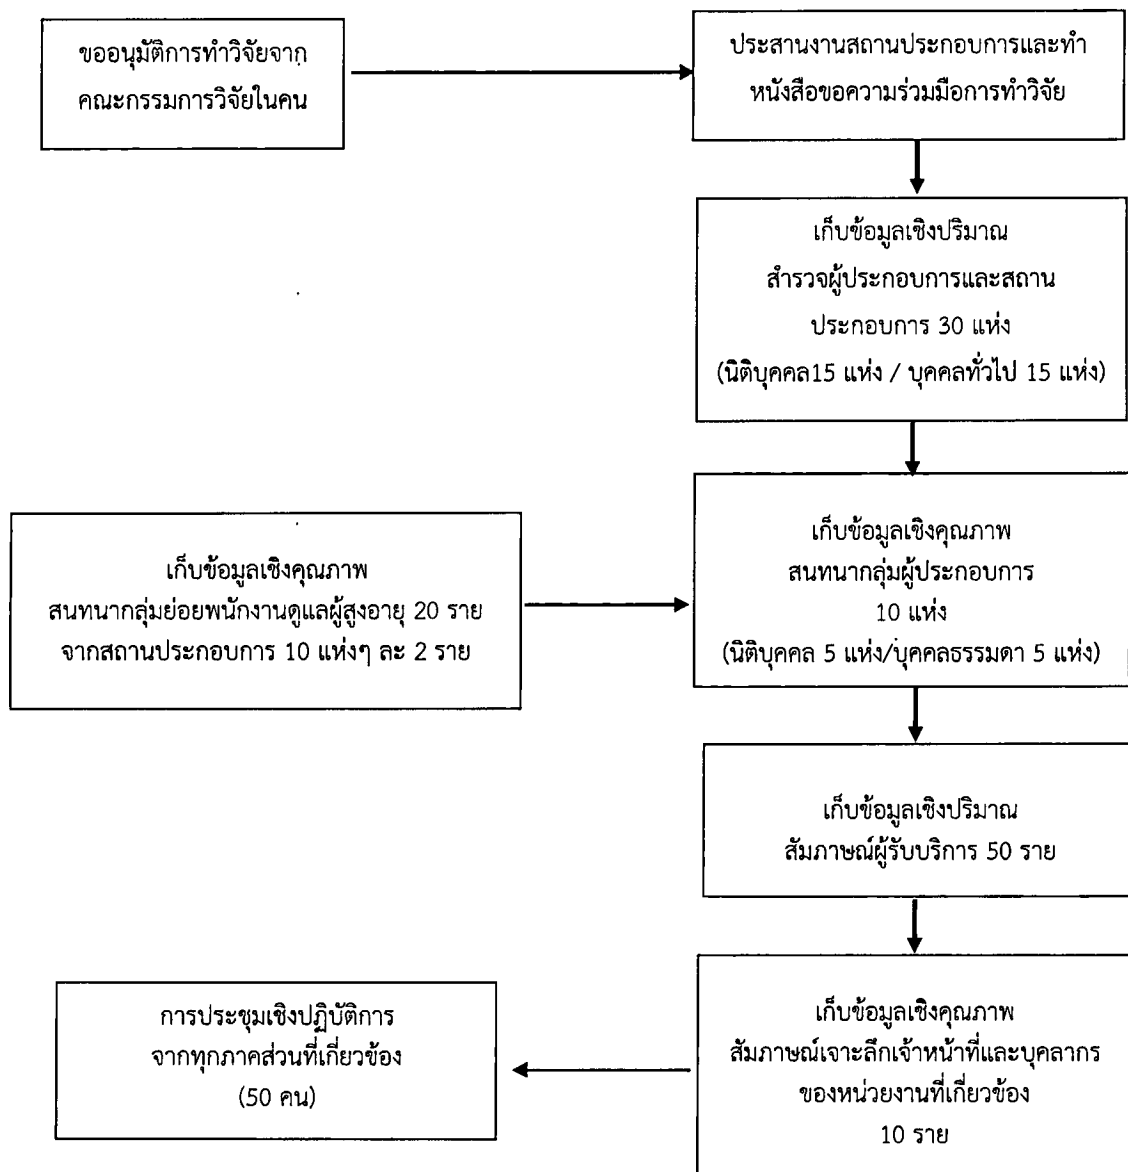 ขออนุมัติการทำวิจัยจาก
คณะกรรมการวิจัยในคน
ประสานงานสถานประกอบการและทำ
หนังสือขอความร่วมมือการทำวิจัย
เก็บข้อมูลเชิงปริมาณ
สำรวจผู้ประกอบการและสถาน
ประกอบการ 30 แห่ง
(นิติบุคคล15 แห่ง / บุคคลทั่วไป 15 แห่ง)
เก็บข้อมูลเชิงคุณภาพ
สนทนากลุ่มย่อยพนักงานดูแลผู้สูงอายุ 20 ราย
จากสถานประกอบการ 10 แห่งๆ ละ 2 ราย
เก็บข้อมูลเชิงคุณภาพ
สนทนากลุ่มผู้ประกอบการ
10 แห่ง
(นิติบุคคล 5 แห่ง/บุคคลธรรมดา 5 แห่ง)
เก็บข้อมูลเชิงปริมาณ
สัมภาษณ์ผู้รับบริการ 50 ราย
การประชุมเชิงปฏิบัติการ
จากทุกภาคส่วนที่เกี่ยวข้อง
(50 คน)
เก็บข้อมูลเชิงคุณภาพ
สัมภาษณ์เจาะลึกเจ้าหน้าที่และบุคลากร
ของหน่วยงานที่เกี่ยวข้อง
10 ราย